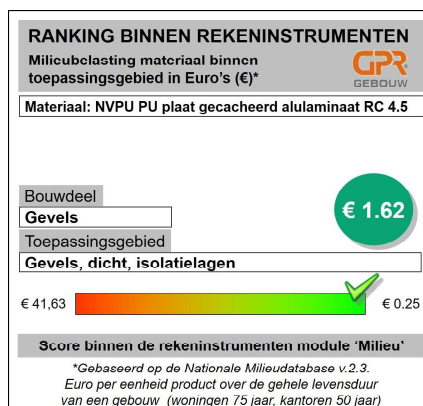 RANKING BINNEN REKENINSTRUMENTEN
Milieubelasting materiaal binnen
toepassingsgebied in Euro's (€)*
GPR
GEBOUW
Materiaal: NVPU PU plaat gecacheerd alulaminaat RC 4.5
Bouwdeel
Gevels
€ 1.62
Toepassingsgebied
Gevels, dicht, isolatielagen
€ 41,63
€ 0.25
Score binnen de rekeninstrumenten module ‘Milieu’
*Gebaseerd op de Nationale Milieudatabase v.2.3.
Euro per eenheid product over de gehele levensduur
van een gebouw (woningen 75 jaar, kantoren 50 jaar)